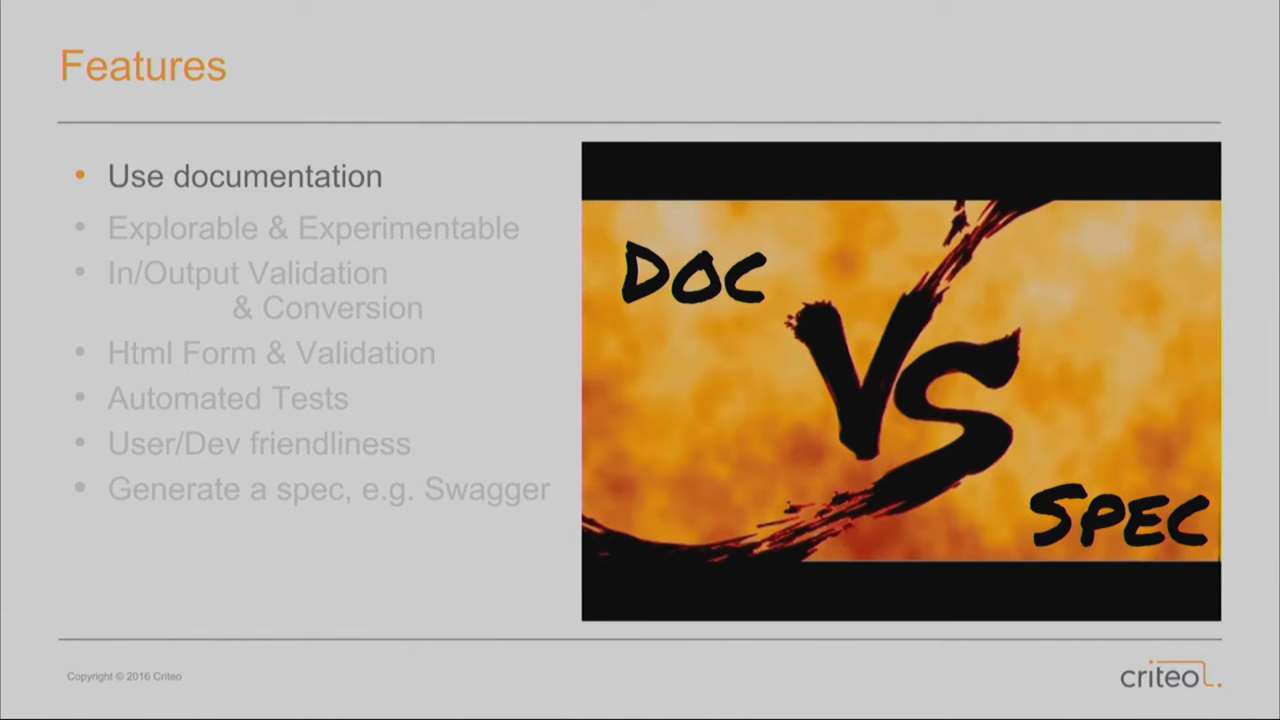 Features
• Use documentation
• Explorable & Experimentable
• In/Output Validation
& Conversion
• Html Form & Validation
• Automated Tests
• User/Dev friendliness
• Generate a spec, e.g. Swagger
DOC
VS
SPEC
Copyright © 2016 Criteo
criteo